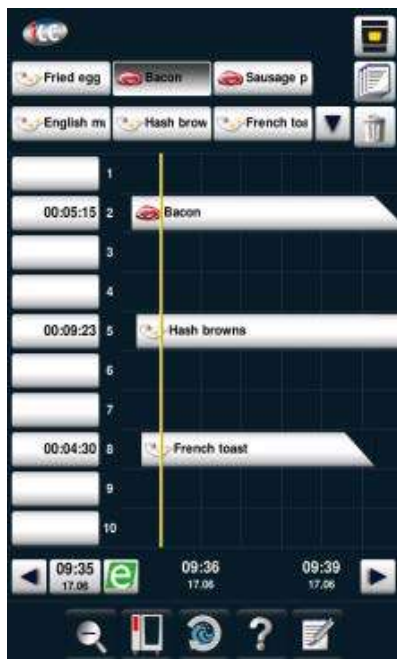 iLC
Fried egg Bacon Sausage p
English mu Hash brow French toa
1
00:05:15 2 Bacon
3
4
00:09:23 5 Hash browns
6
7
00:04:30 8 French toast
9
10
09:35 09:36 09:39
17.06 17.06 17.06
?